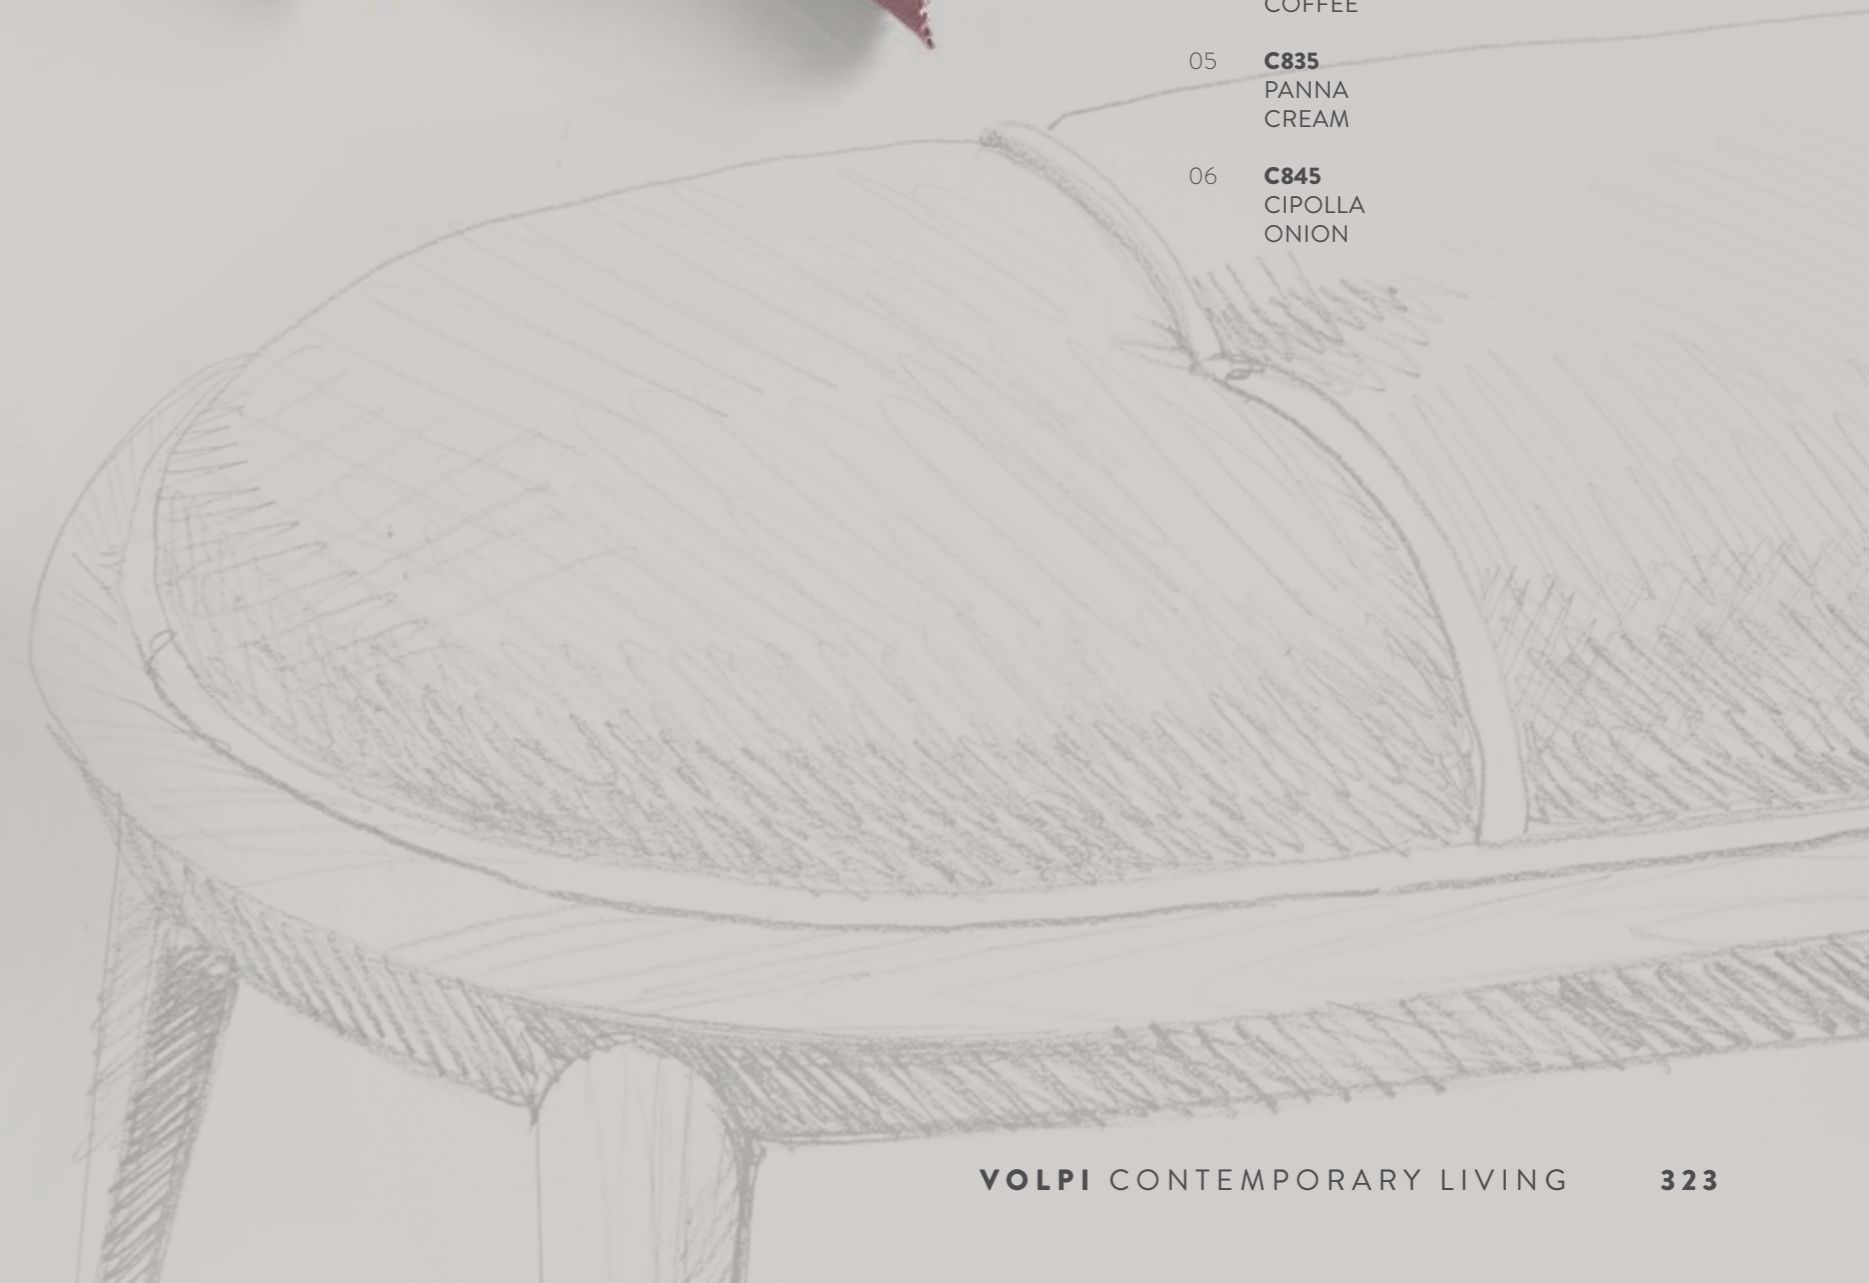 COFFEE
05 C835
PANNA
CREAM
06 C845
CIPOLLA
ONION
VOLPI CONTEMPORARY LIVING 323